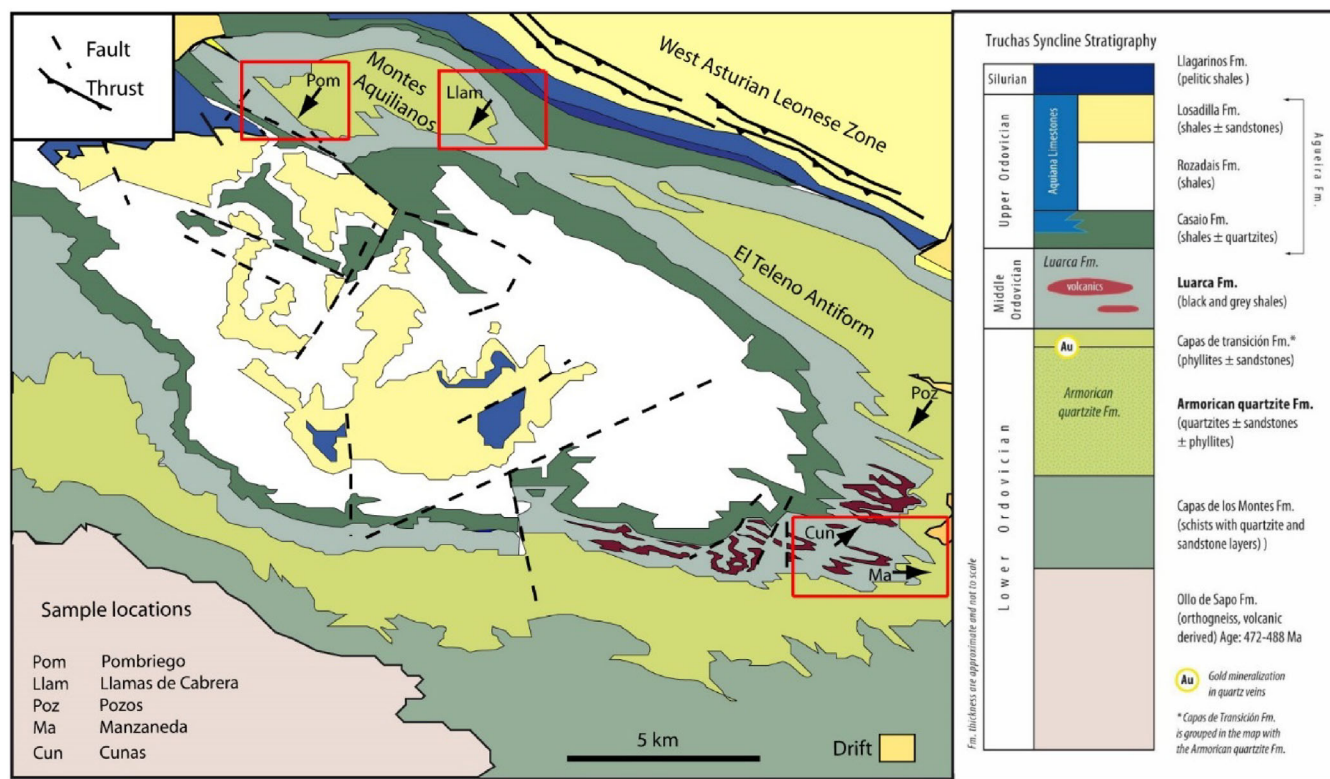 Fault
Thrust
Pom
Montes
Aquilianos
Llam
West Asturian Leonese Zone
El Teleno Antiform
Poz
Cun
Ma
Sample locations
Pom Pombriego
Llam Llamas de Cabrera
Poz Pozos
Ma Manzaneda
Cun Cunas
5 km
Drift
Truchas Syncline Stratigraphy
Silurian
Upper Ordovician
Middle
Ordovician
Lower Ordovician
Aquiana Limestones
Luarca Fm.
volcanics
Au
Armorican
quartzite Fm.
Llagarinos Fm.
(pelitic shales )
Losadilla Fm.
(shales ± sandstones)
Rozadais Fm.
(shales)
Casaio Fm.
(shales ± quartzites)
Agueira Fm.
Luarca Fm.
(black and grey shales)
Capas de transición Fm.*
(phyllites ± sandstones)
Armorican quartzite Fm.
(quartzites ± sandstones
± phyllites)
Capas de los Montes Fm.
(schists with quartzite and
sandstone layers) )
Ollo de Sapo Fm.
(orthogneiss, volcanic
derived) Age: 472-488 Ma
Au Gold mineralization
in quartz veins
* Capas de Transición Fm.
is grouped in the map with
the Armorican quartzite Fm.
Fm. thickness are approximate and not to scale